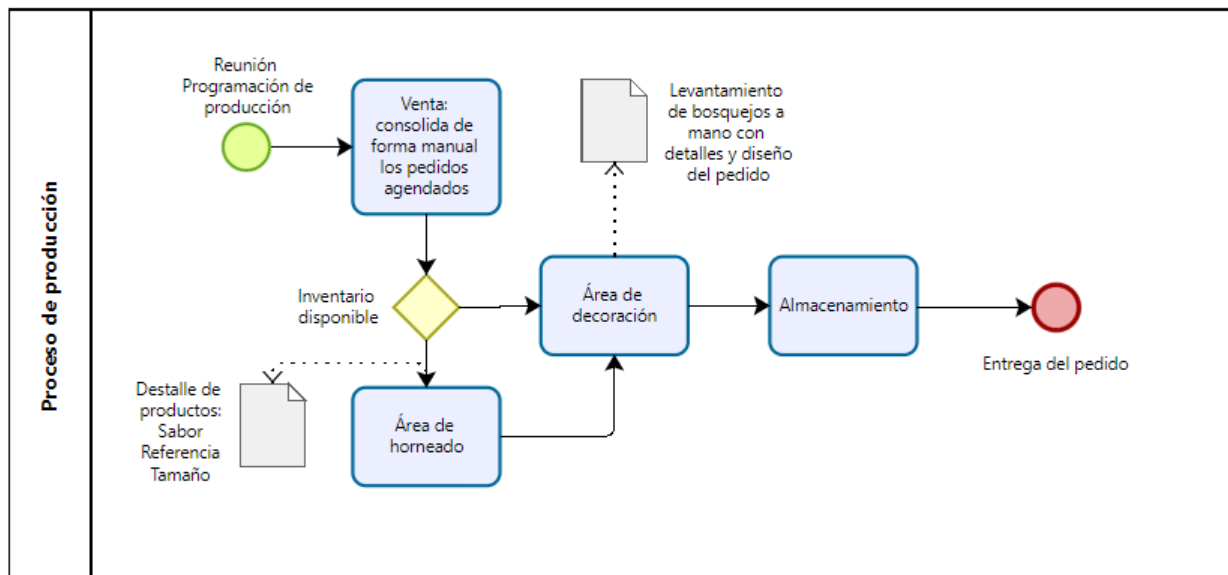 Proceso de producción
Reunión
Programación de
producción
Venta:
consolida de
forma manual
los pedidos
agendados
Levantamiento
de bosquejos a
mano con
detalles y diseño
del pedido
Inventario
disponible
Área de
decoración
Almacenamiento
Entrega del pedido
Destalle de
productos:
Sabor
Referencia
Tamaño
Área de
horneado